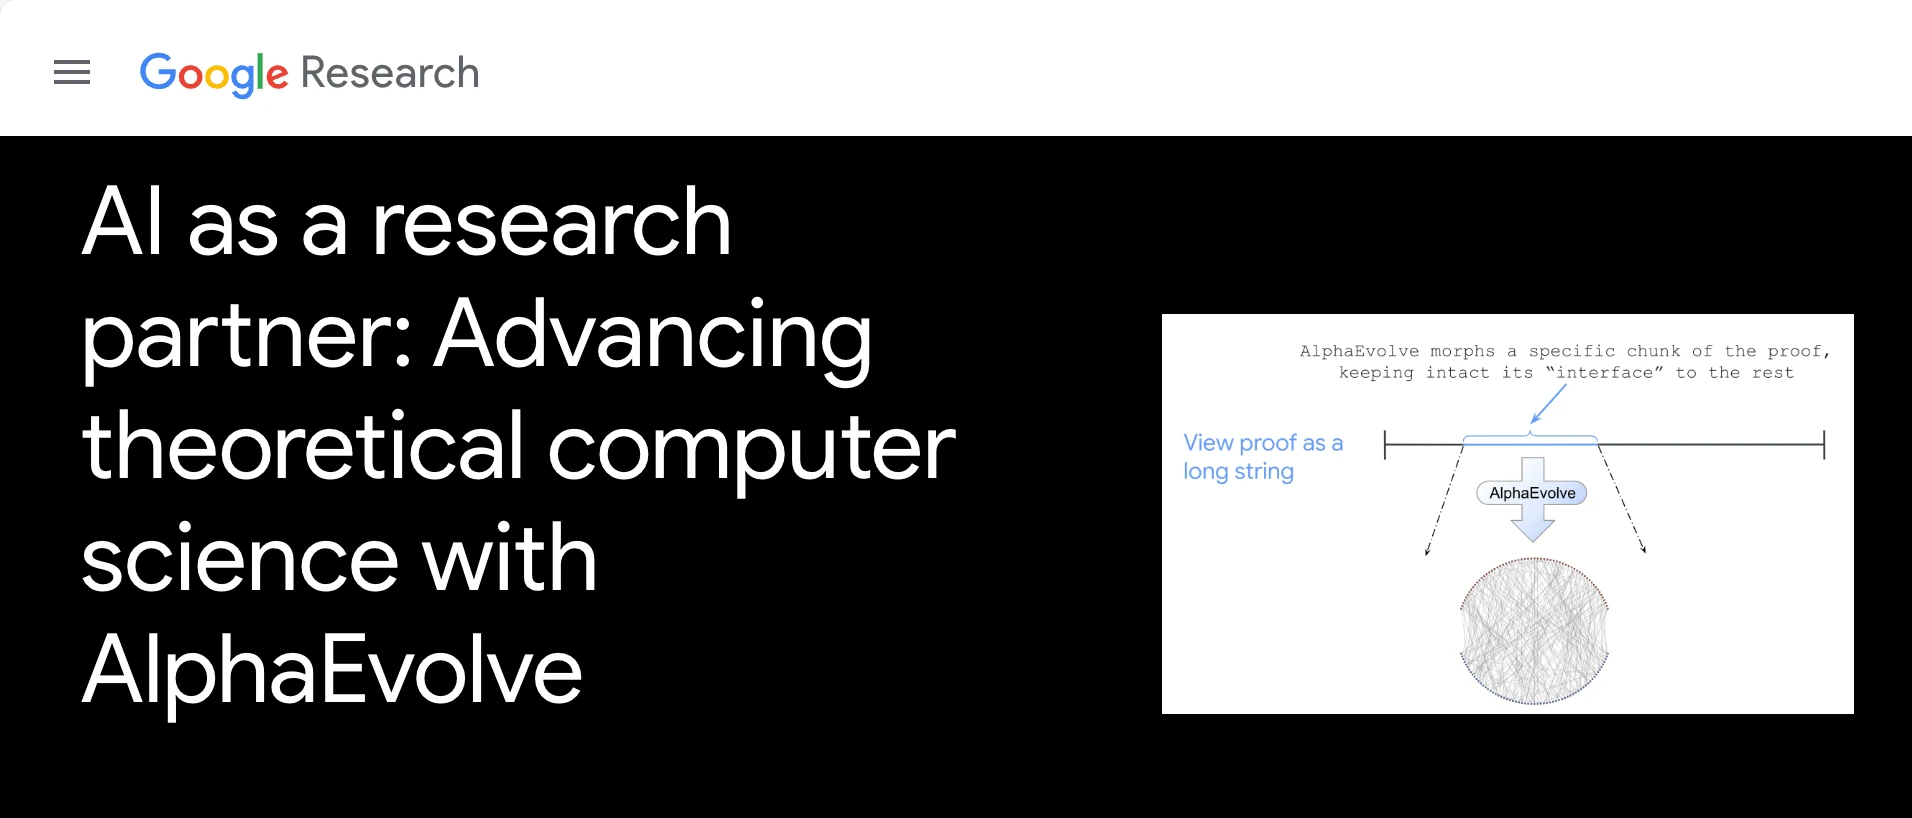 Google Research
AI as a research
partner: Advancing
theoretical computer
science with
AlphaEvolve
AlphaEvolve morphs a specific chunk of the proof,
keeping intact its “interface” to the rest
View proof as a
long string
AlphaEvolve